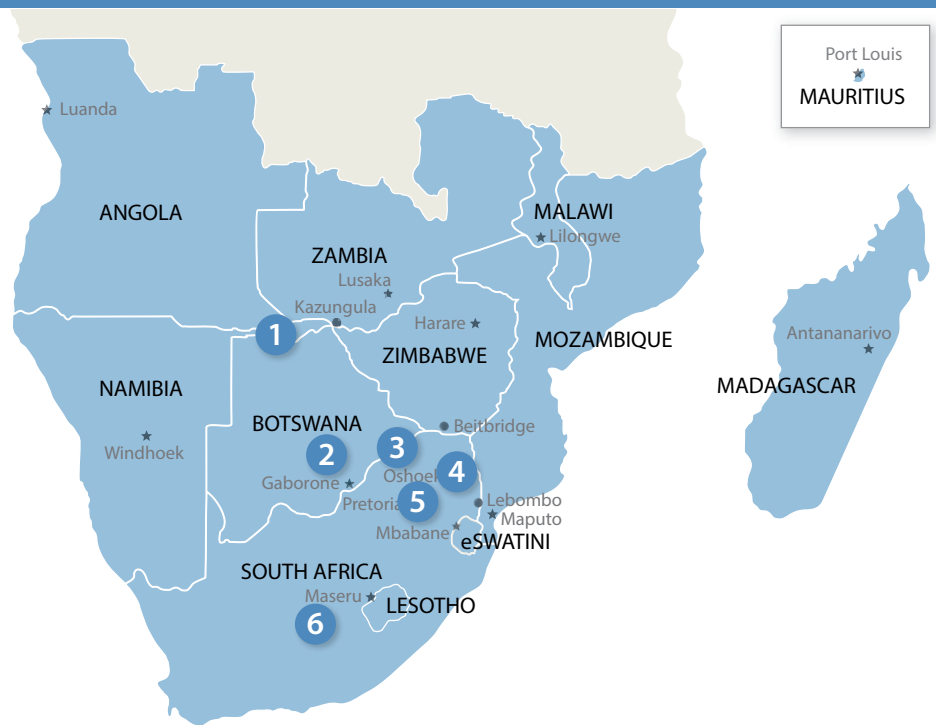 Port Louis
MAURITIUS
Luanda
ANGOLA
MALAWI
Lilongwe
ZAMBIA
Lusaka
Kazungula
Harare
ZIMBABWE
MOZAMBIQUE
Antananarivo
MADAGASCAR
1
NAMIBIA
Windhoek
BOTSWANA
Beitbridge
2
3
Gaborone
4
Pretoria
5
Lebombo
Maputo
Mbabane
eSWATINI
SOUTH AFRICA
Maseru
LESOTHO
6